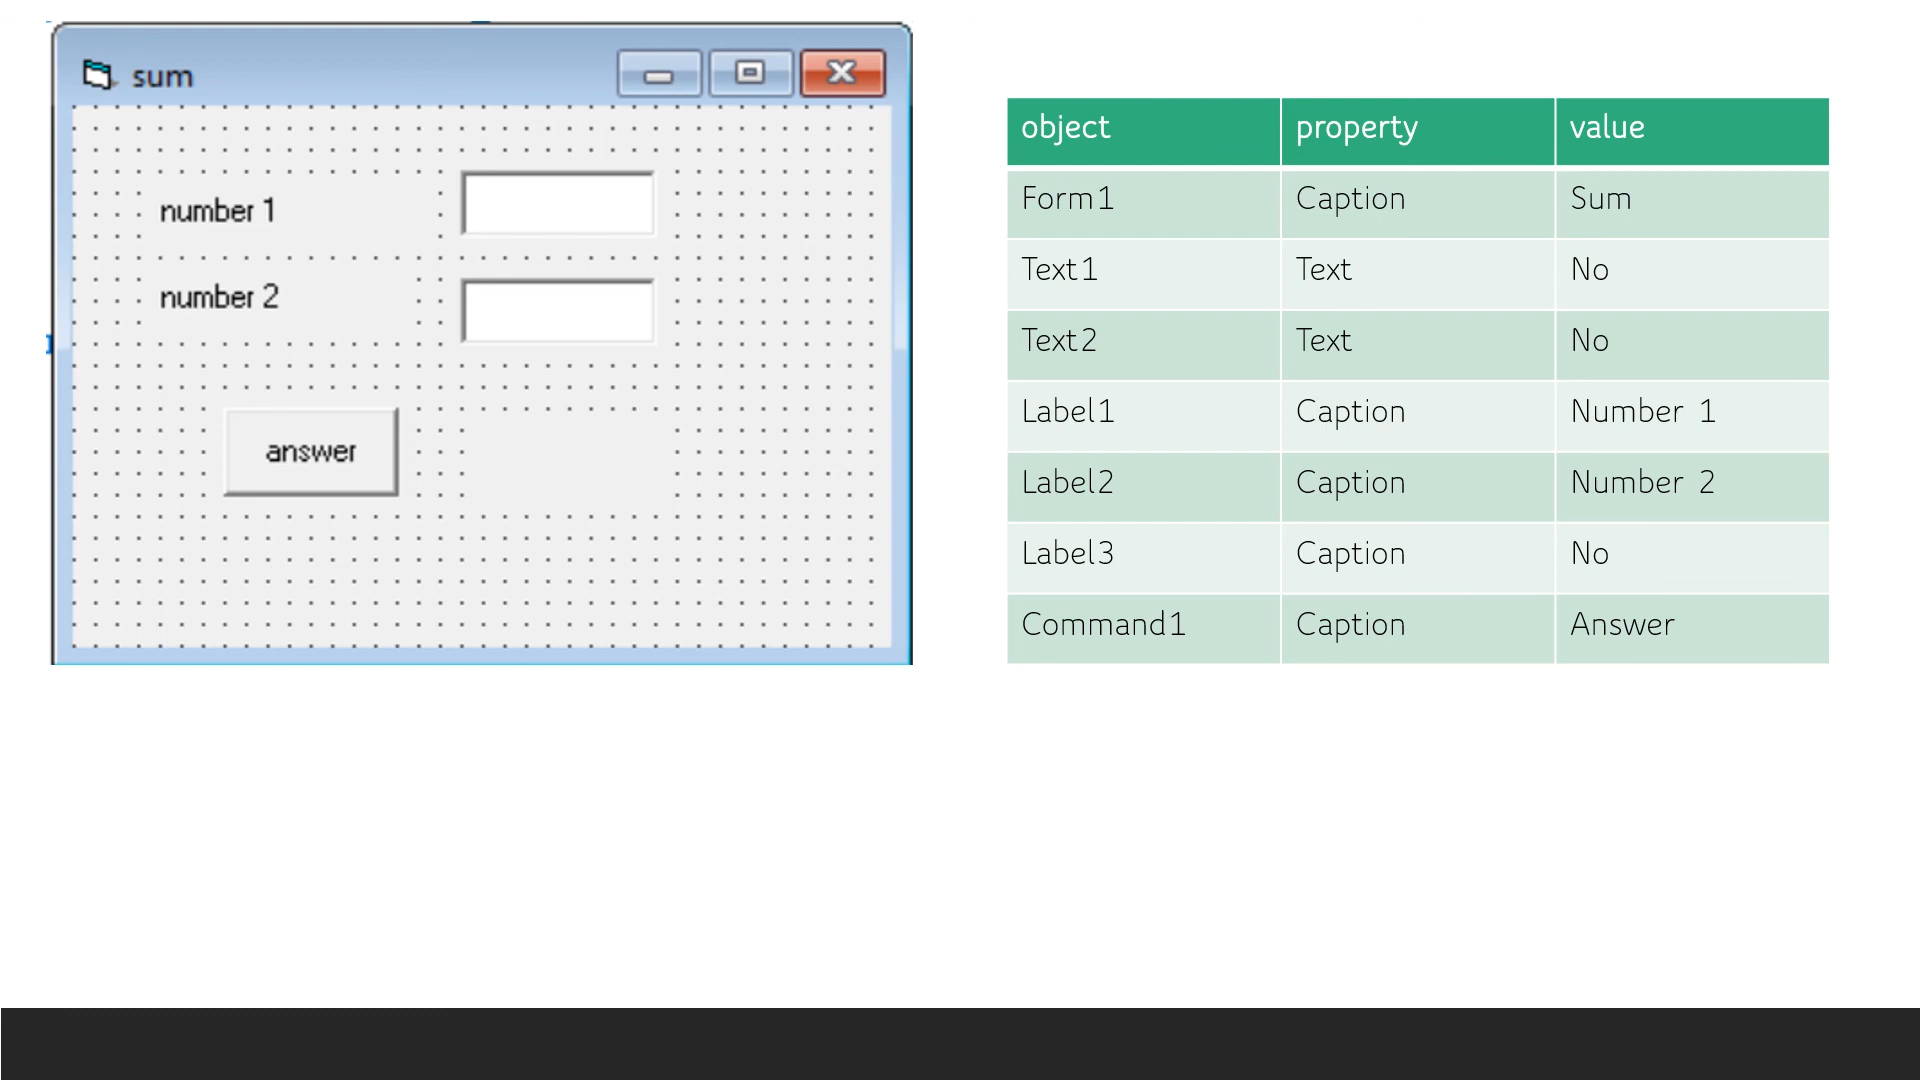 sum
number 1
number 2
answer
object property value
Form1 Caption Sum
Text1 Text No
Text2 Text No
Label1 Caption Number 1
Label2 Caption Number 2
Label3 Caption No
Command1 Caption Answer